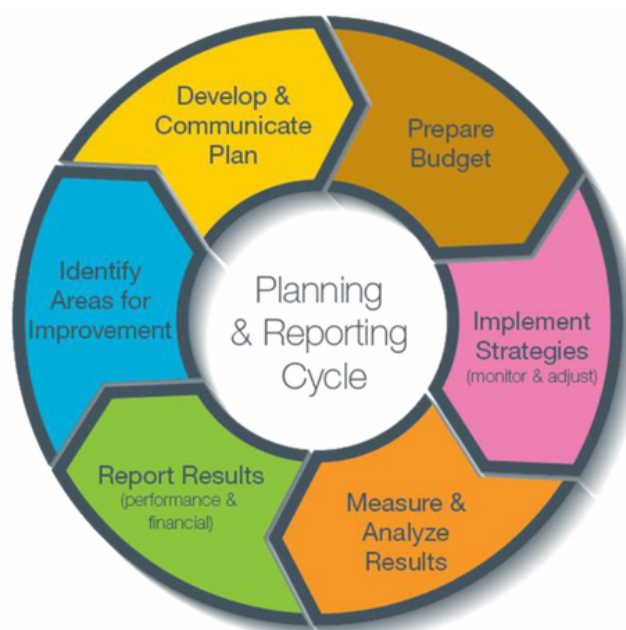 Develop &
Communicate
Plan
Prepare
Budget
Implement
Strategies
(monitor & adjust)
Measure &
Analyze
Results
Report Results
(performance &
financial)
Identify
Areas for
Improvement
Planning
& Reporting
Cycle